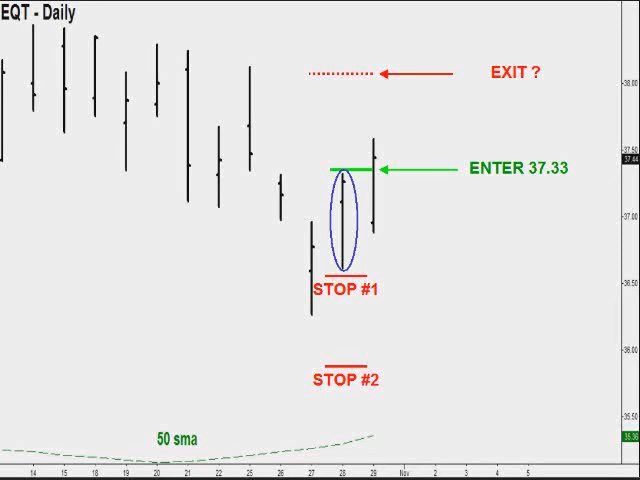 EQT - Daily
EXIT ?
38.00
37.50
37.44
ENTER 37.33
37.00
36.50
STOP #1
36.00
STOP #2
35.50
50 sma
35.36
14 15 18 19 20 21 22 25 26 27 28 29 Nov 2 3 4 5